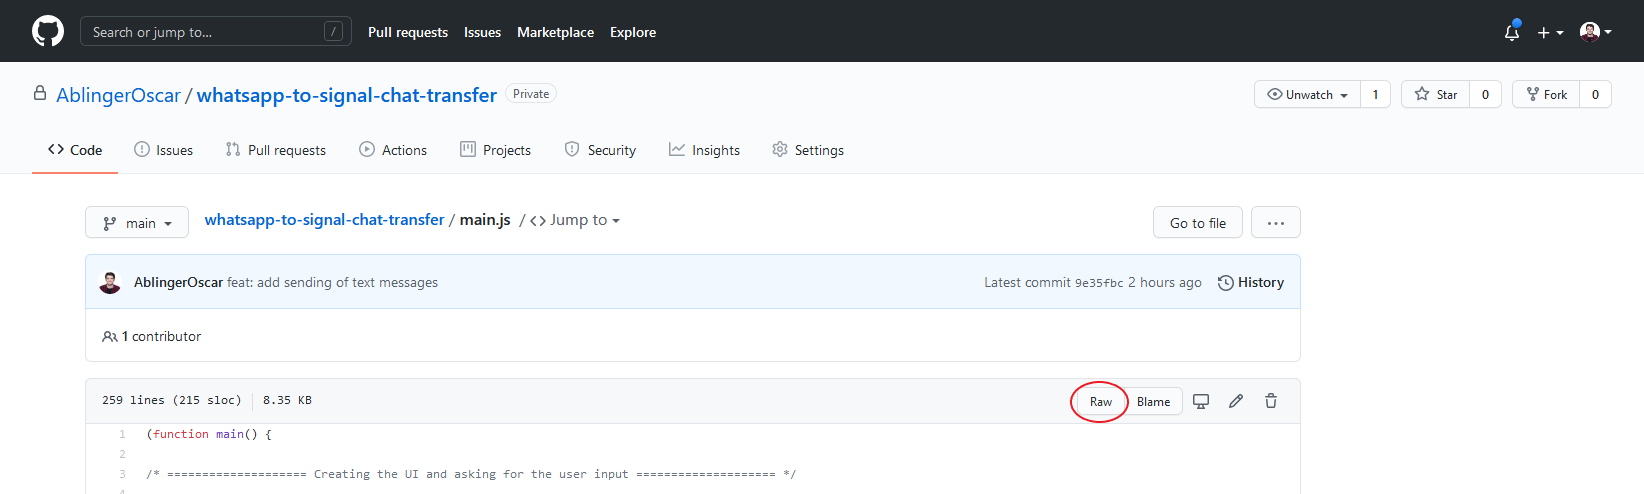 Search or jump to... / Pull requests Issues Marketplace Explore
AblingerOscar / whatsapp-to-signal-chat-transfer Private Unwatch 1 Star 0 Fork 0
Code Issues Pull requests Actions Projects Security Insights Settings
main whatsapp-to-signal-chat-transfer / main.js / <> Jump to Go to file ...
AblingerOscar feat: add sending of text messages Latest commit 9e35fbc 2 hours ago History
1 contributor
259 lines (215 sloc) 8.35 KB Raw Blame
1 (function main() {
2
3 /* ==================== Creating the UI and asking for the user input ==================== */